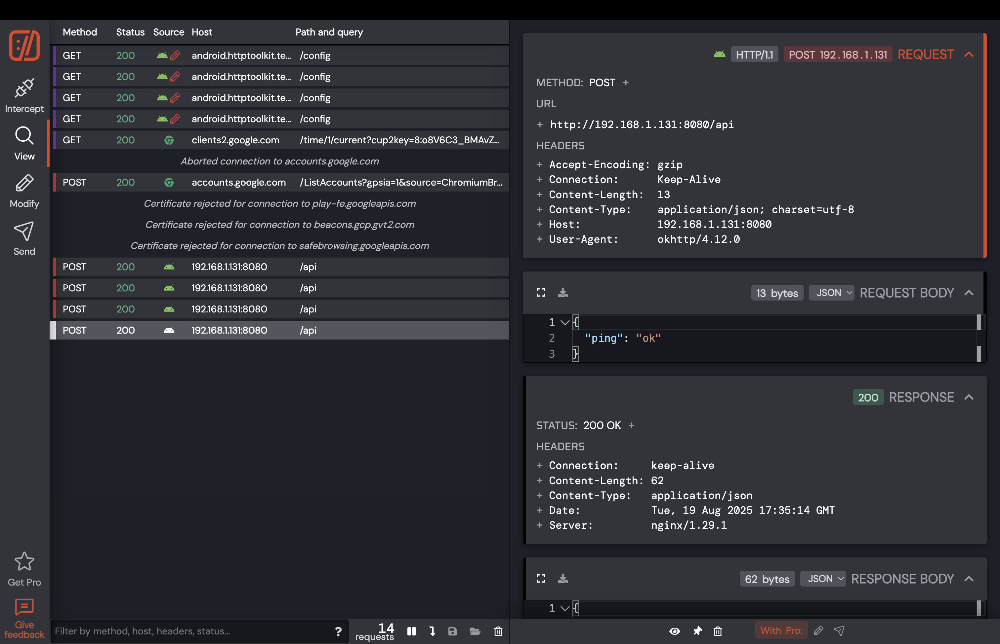 Intercept
View
Modify
Send
Get Pro
Give
feedback
Method Status Source Host Path and query
GET 200 android.httptoolkit.te... /config
GET 200 android.httptoolkit.te... /config
GET 200 android.httptoolkit.te... /config
GET 200 android.httptoolkit.te... /config
GET 200 clients2.google.com /time/1/current?cup2key=8:o8V6C3_BMAvZ...
Aborted connection to accounts.google.com
POST 200 accounts.google.com /ListAccounts?gpsia=1&source=ChromiumBr...
Certificate rejected for connection to play-fe.googleapis.com
Certificate rejected for connection to beacons.gcp.gvt2.com
Certificate rejected for connection to safebrowsing.googleapis.com
POST 200 192.168.1.131:8080 /api
POST 200 192.168.1.131:8080 /api
POST 200 192.168.1.131:8080 /api
POST 200 192.168.1.131:8080 /api
Filter by method, host, headers, status...
?
14
requests
HTTP/1.1 POST 192.168.1.131 REQUEST
METHOD: POST +
URL
+ http://192.168.1.131:8080/api
HEADERS
+ Accept-Encoding: gzip
+ Connection: Keep-Alive
+ Content-Length: 13
+ Content-Type: application/json; charset=utf-8
+ Host: 192.168.1.131:8080
+ User-Agent: okhttp/4.12.0
13 bytes JSON REQUEST BODY
1 {
2 "ping": "ok"
3 }
200 RESPONSE
STATUS: 200 OK +
HEADERS
+ Connection: keep-alive
+ Content-Length: 62
+ Content-Type: application/json
+ Date: Tue, 19 Aug 2025 17:35:14 GMT
+ Server: nginx/1.29.1
62 bytes JSON RESPONSE BODY
1 {
With Pro: